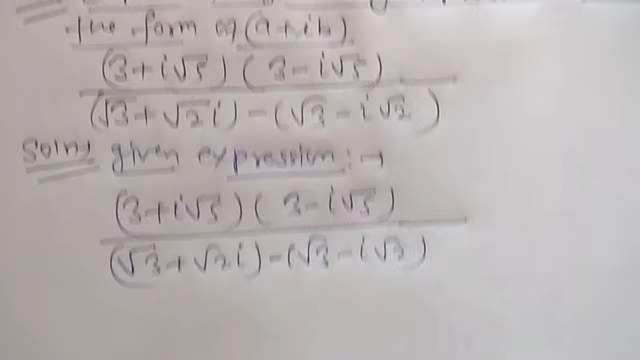 the form of (a+ib)
(3+i√5) (3-i√5)
(√3+√2i)-(√3-i√2)
Soln; given expression:→
(3+i√5) (3-i√5)
(√3+√2i)-(√3-i√2)